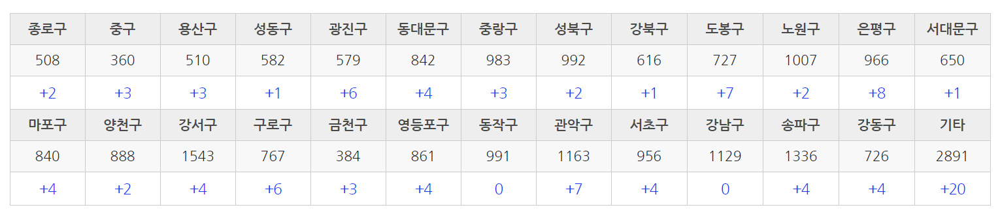 종로구 중구 용산구 성동구 광진구 동대문구 중랑구 성북구 강북구 도봉구 노원구 은평구 서대문구
508 360 510 582 579 842 983 992 616 727 1007 966 650
+2 +3 +3 +1 +6 +4 +3 +2 +1 +7 +2 +8 +1
마포구 양천구 강서구 구로구 금천구 영등포구 동작구 관악구 서초구 강남구 송파구 강동구 기타
840 888 1543 767 384 861 991 1163 956 1129 1336 726 2891
+4 +2 +4 +6 +3 +4 0 +7 +4 0 +4 +4 +20